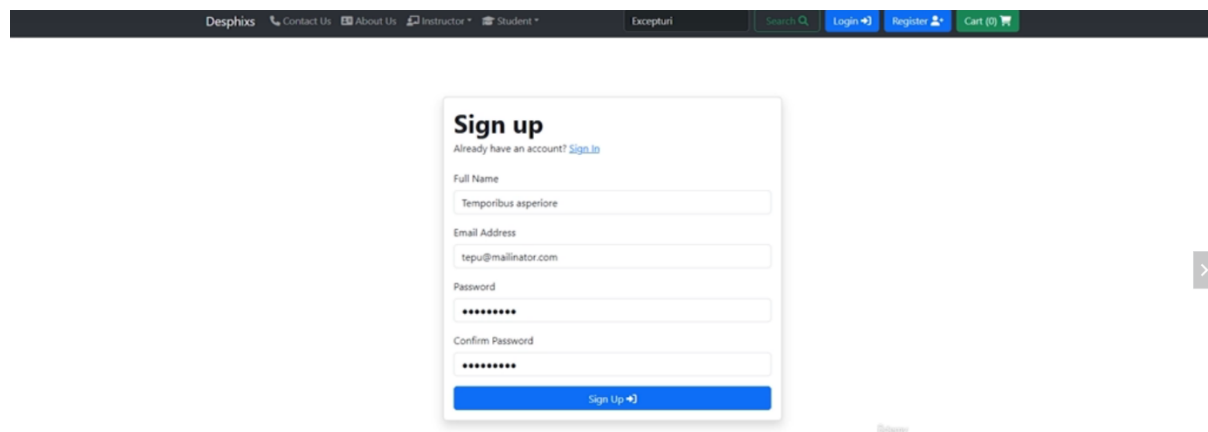 Desphixs Contact Us About Us Instructor Student Excepturi Search Login Register Cart (0)
Sign up
Already have an account? Sign In
Full Name
Temporibus asperiore
Email Address
tepu@mailinator.com
Password
•••••••••
Confirm Password
•••••••••
Sign Up